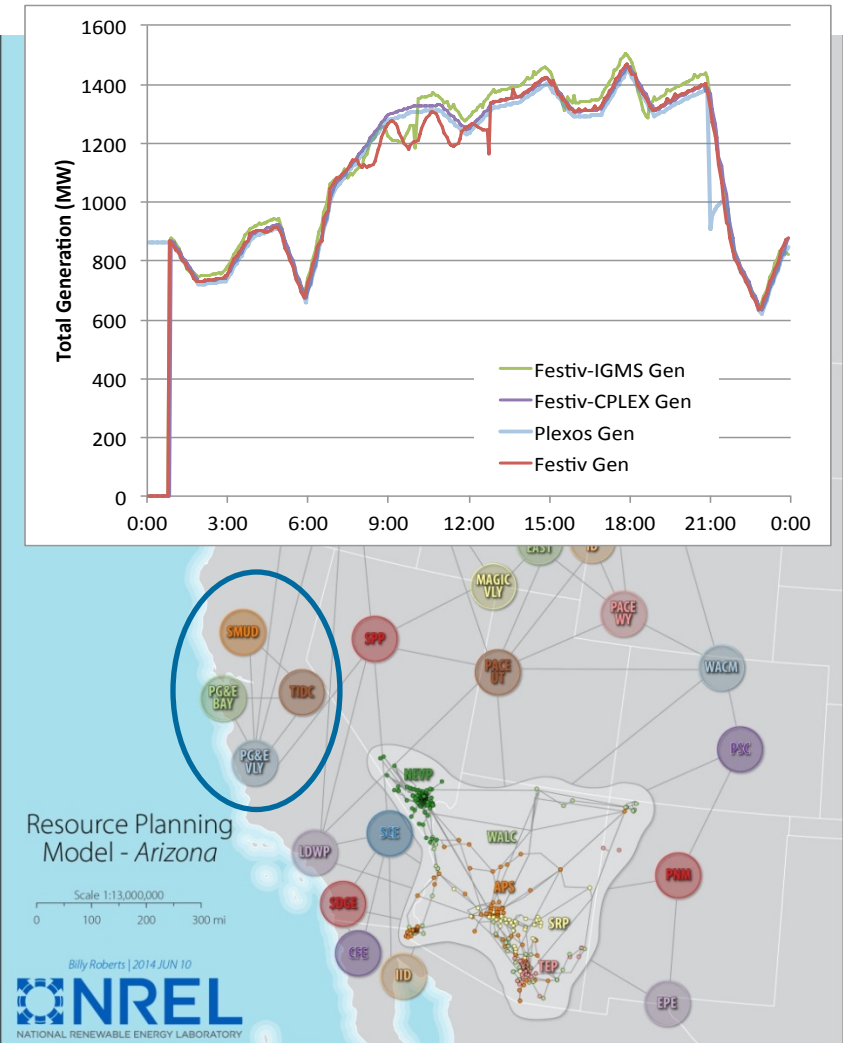 1600
1400
1200
1000
800
600
400
200
0
Total Generation (MW)
Festiv-IGMS Gen
Festiv-CPLEX Gen
Plexos Gen
Festiv Gen
0:00 3:00 6:00 9:00 12:00 15:00 18:00 21:00 0:00
EAST
ID
MAGIC
VLY
PACE
WY
SMUD
SPP
PACE
UT
WACM
PG&E
BAY
TIDC
PG&E
VLY
PSC
NEVP
Resource Planning
Model - Arizona
LDWP
SCE
WALC
APS
PNM
Scale 1:13,000,000
0 100 200 300 mi
SDGE
SRP
CFE
IID
TEP
EPE
Billy Roberts | 2014 JUN 10
NREL
NATIONAL RENEWABLE ENERGY LABORATORY